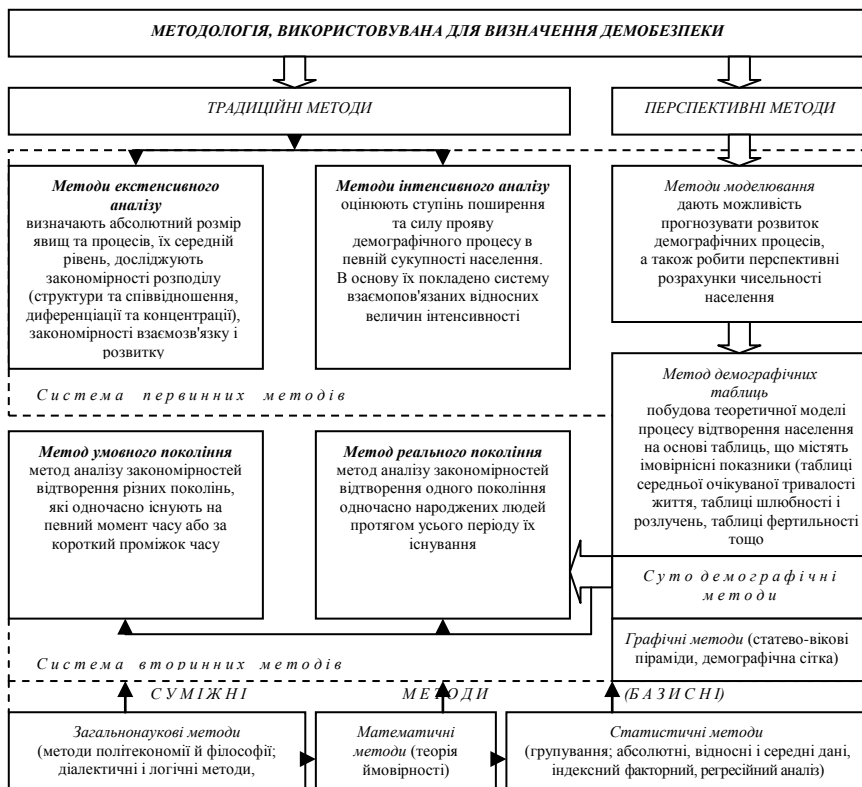 МЕТОДОЛОГІЯ, ВИКОРИСТОВУВАНА ДЛЯ ВИЗНАЧЕННЯ ДЕМОБЕЗПЕКИ
ТРАДИЦІЙНІ МЕТОДИ
ПЕРСПЕКТИВНІ МЕТОДИ
Методи екстенсивного
аналізу
визначають абсолютний розмір
явищ та процесів, їх середній
рівень, досліджують
закономірності розподілу
(структури та співвідношення,
диференціації та концентрації),
закономірності взаємозв'язку і
розвитку
Методи інтенсивного аналізу
оцінюють ступінь поширення
та силу прояву
демографічного процесу в
певній сукупності населення.
В основу їх покладено систему
взаємопов'язаних відносних
величин інтенсивності
Методи моделювання
дають можливість
прогнозувати розвиток
демографічних процесів,
а також робити перспективні
розрахунки чисельності
населення
Система первинних методів
Метод демографічних
таблиць
побудова теоретичної моделі
процесу відтворення населення
на основі таблиць, що містять
імовірнісні показники (таблиці
середньої очікуваної тривалості
життя, таблиці шлюбності і
розлучень, таблиці фертильності
тощо
Метод умовного покоління
метод аналізу закономірностей
відтворення різних поколінь,
які одночасно існують на
певний момент часу або за
короткий проміжок часу
Метод реального покоління
метод аналізу закономірностей
відтворення одного покоління
одночасно народжених людей
протягом усього періоду їх
існування
Суто демографічні
методи
Графічні методи (статево-вікові
піраміди, демографічна сітка)
Система вторинних методів
СУМІЖНІ МЕТОДИ (БАЗИСНІ)
Загальнонаукові методи
(методи політекономії й філософії;
діалектичні і логічні методи,
Математичні
методи (теорія
ймовірності)
Статистичні методи
(групування; абсолютні, відносні і середні дані,
індексний факторний, регресійний аналіз)